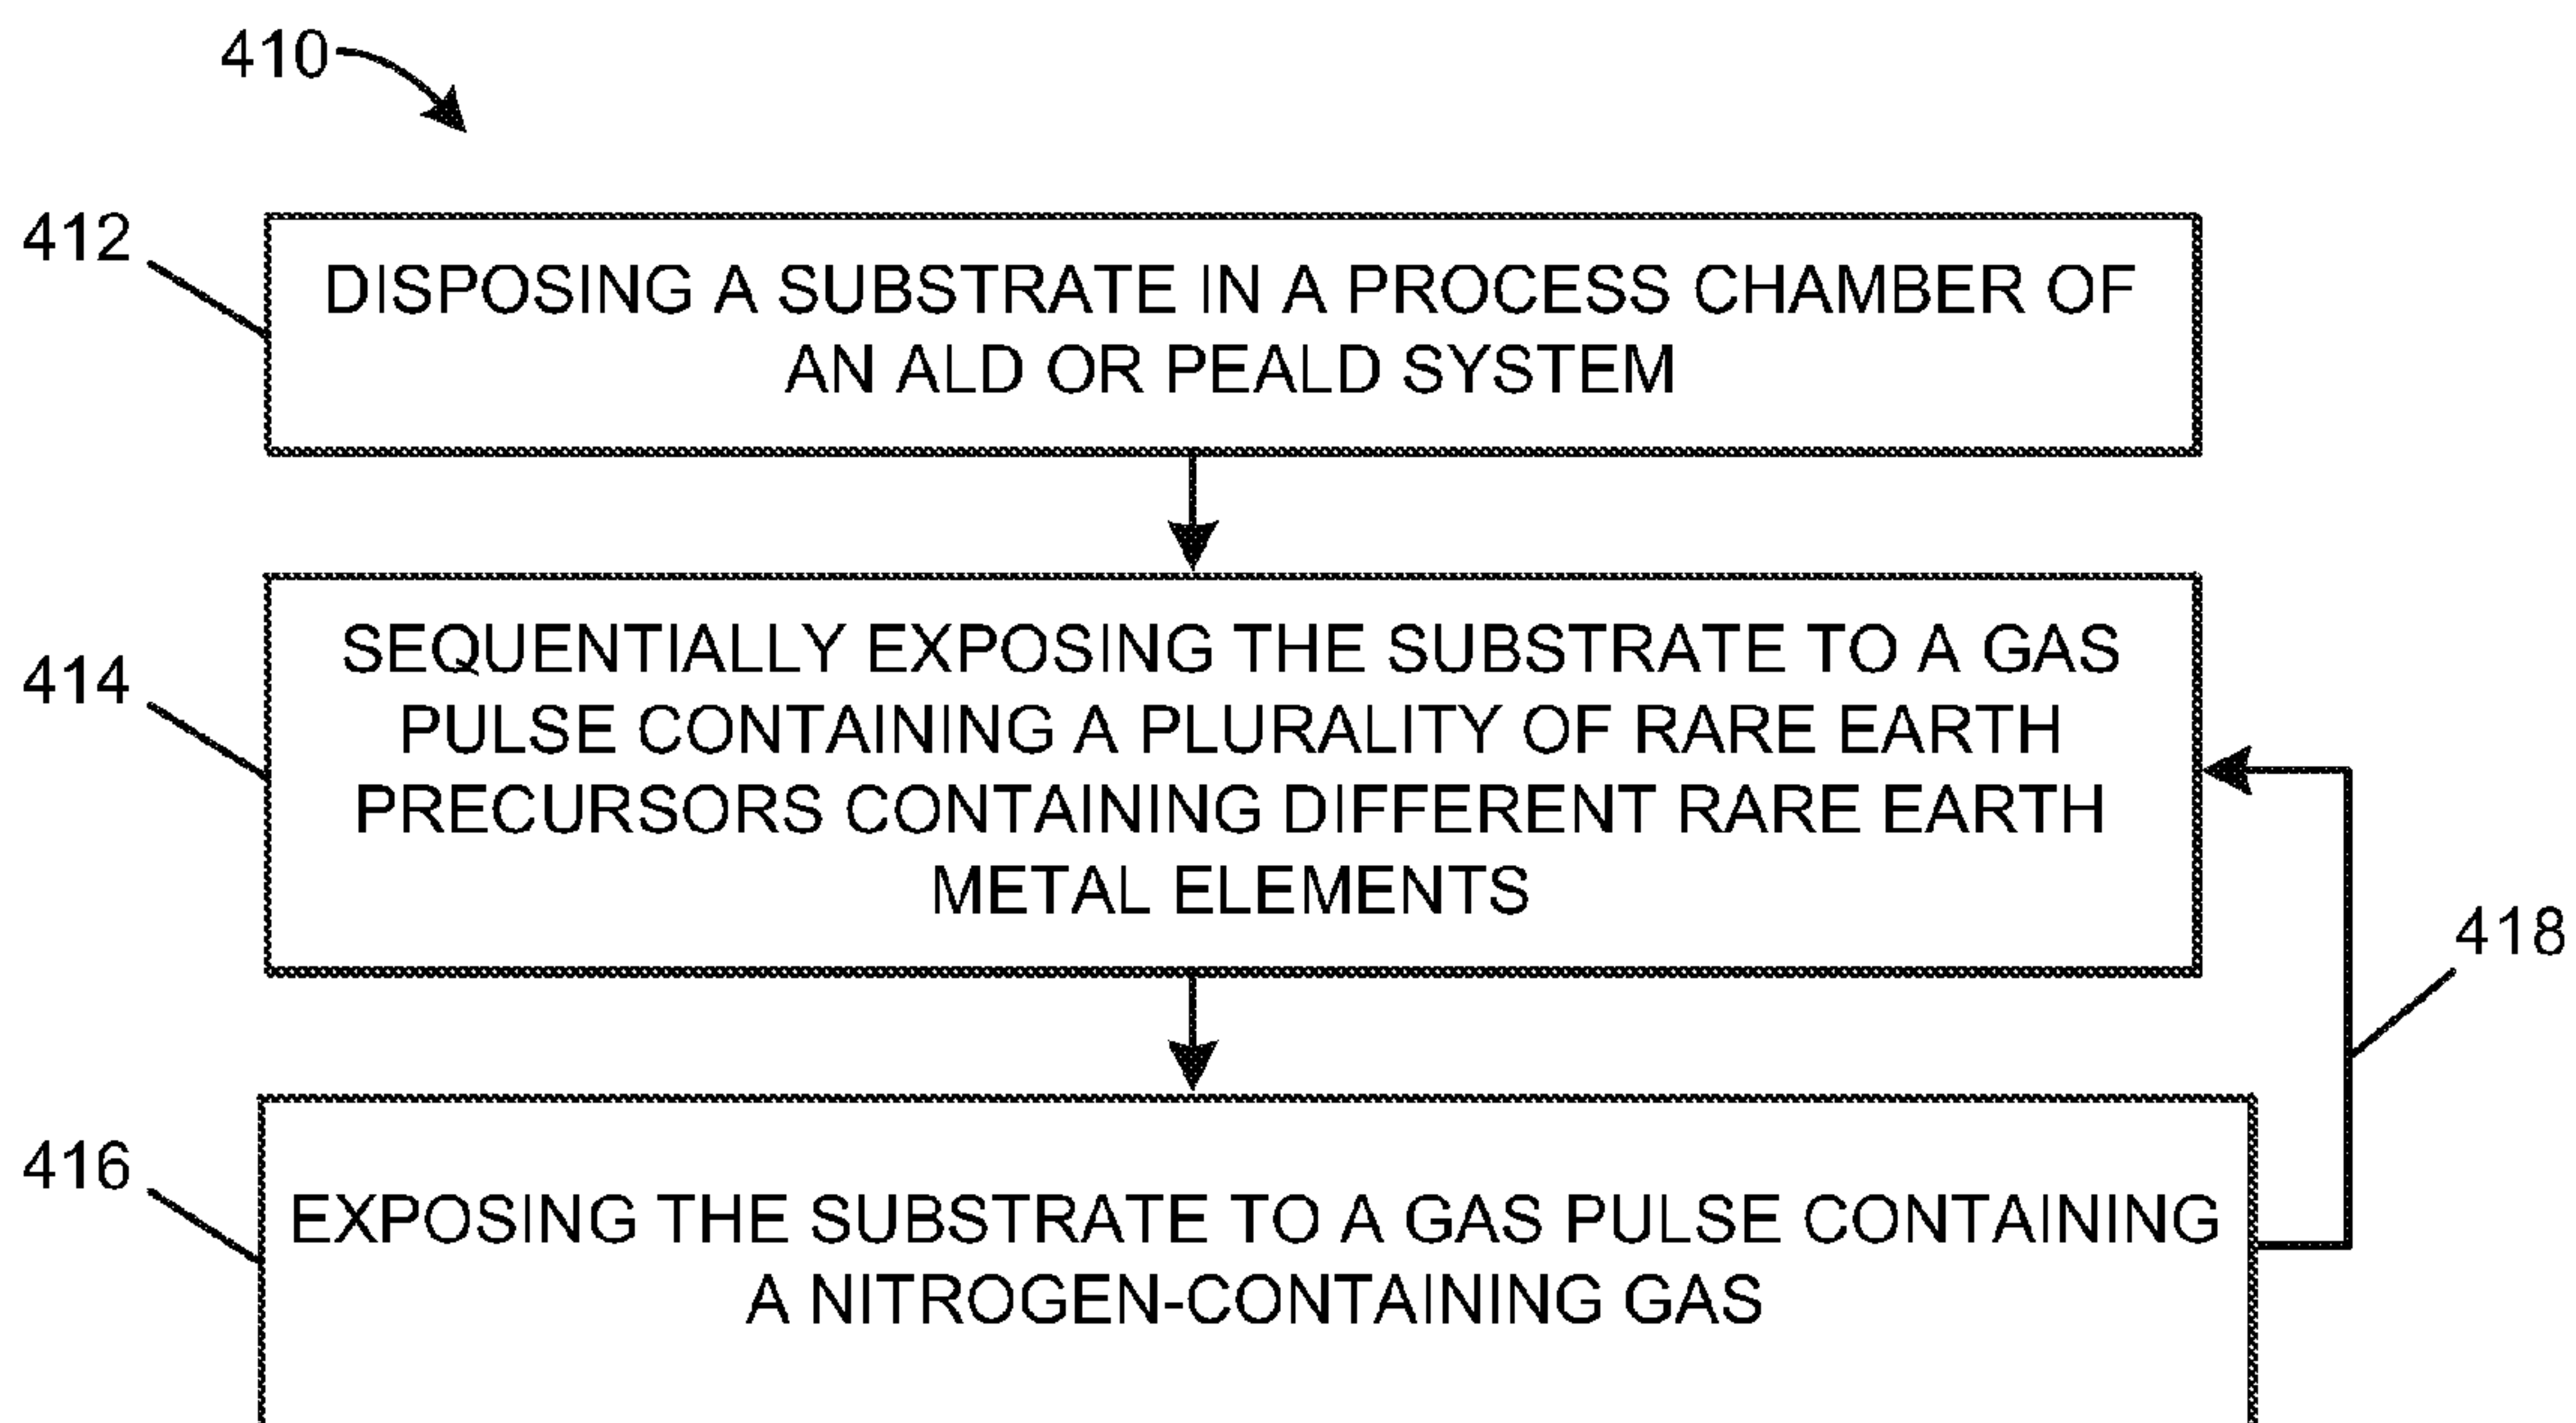 410
412
DISPOSING A SUBSTRATE IN A PROCESS CHAMBER OF
AN ALD OR PEALD SYSTEM
414
SEQUENTIALLY EXPOSING THE SUBSTRATE TO A GAS
PULSE CONTAINING A PLURALITY OF RARE EARTH
PRECURSORS CONTAINING DIFFERENT RARE EARTH
METAL ELEMENTS
418
416
EXPOSING THE SUBSTRATE TO A GAS PULSE CONTAINING
A NITROGEN-CONTAINING GAS